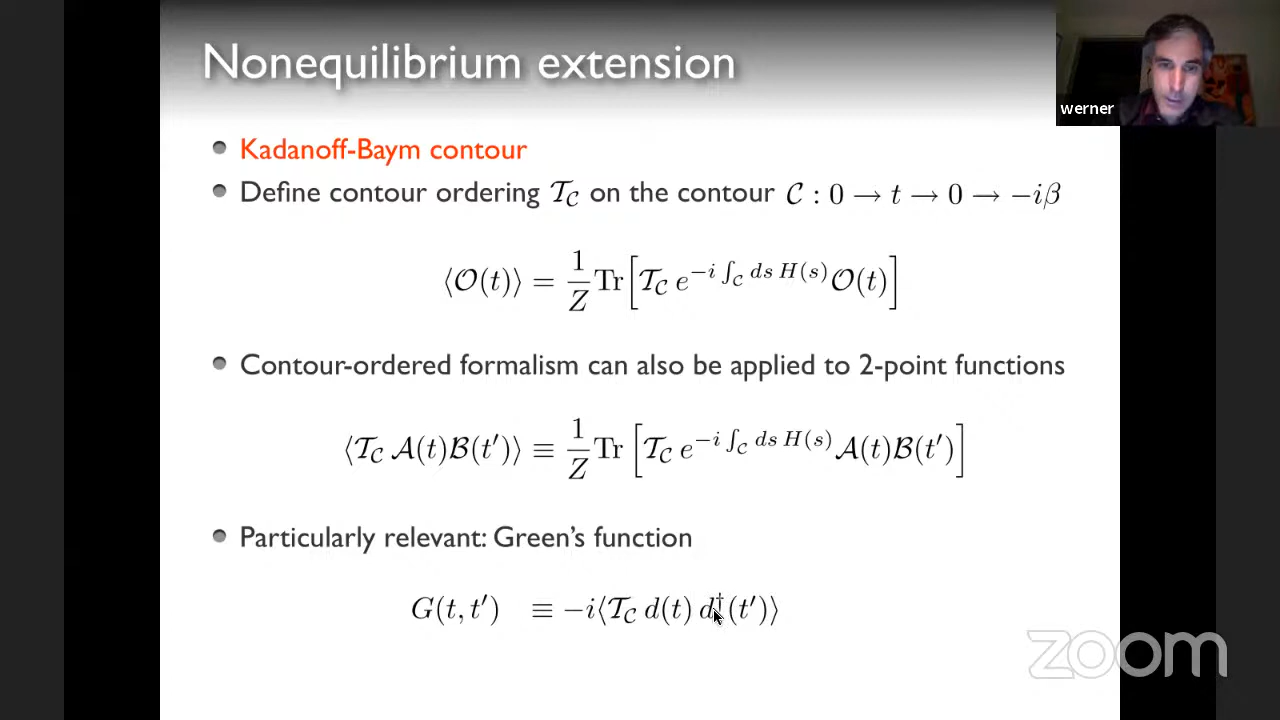 Nonequilibrium extension
werner
Kadanoff-Baym contour
Define contour ordering 𝒯_𝒞 on the contour 𝒞 : 0 → t → 0 → −iβ
⟨𝒪(t)⟩ = 1/Z Tr[𝒯_𝒞 e^{−i ∫_𝒞 ds H(s)} 𝒪(t)]
Contour-ordered formalism can also be applied to 2-point functions
⟨𝒯_𝒞 𝒜(t)ℬ(t′)⟩ ≡ 1/Z Tr[𝒯_𝒞 e^{−i ∫_𝒞 ds H(s)} 𝒜(t)ℬ(t′)]
Particularly relevant: Green’s function
G(t, t′) ≡ −i⟨𝒯_𝒞 d(t) d†(t′)⟩
zoom